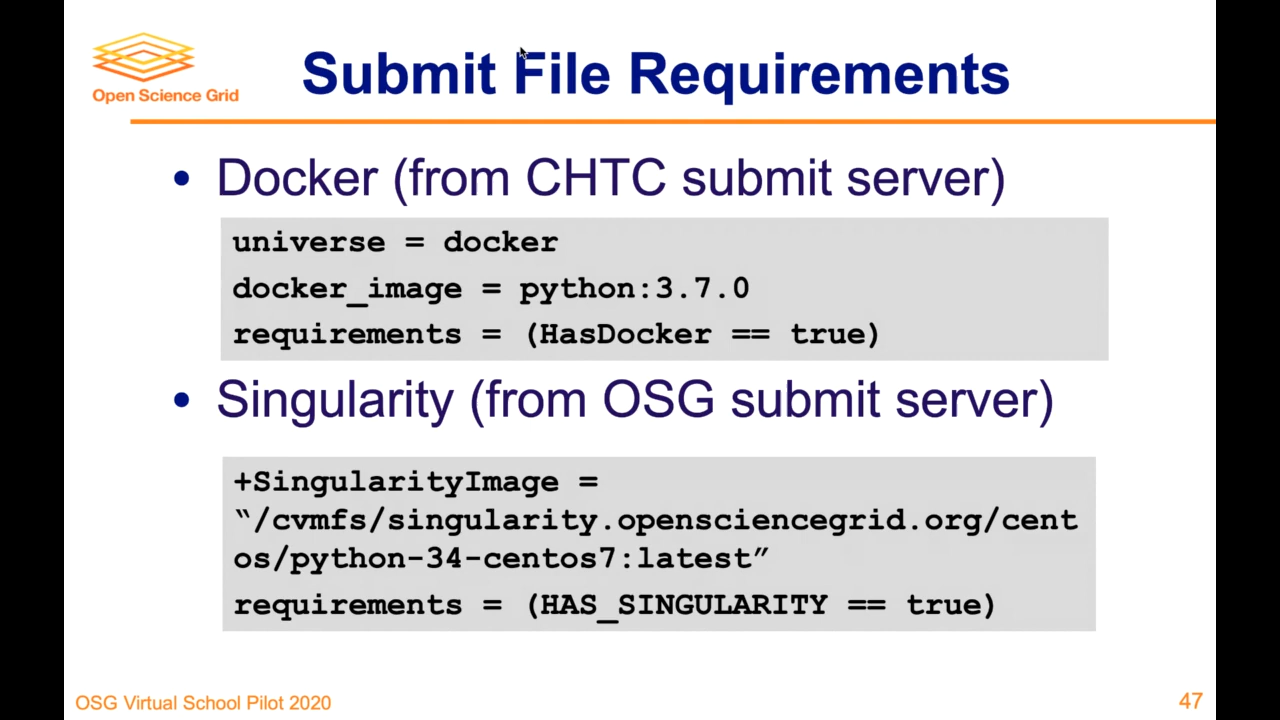 Open Science Grid
Submit File Requirements
• Docker (from CHTC submit server)
universe = docker
docker_image = python:3.7.0
requirements = (HasDocker == true)
• Singularity (from OSG submit server)
+SingularityImage =
“/cvmfs/singularity.opensciencegrid.org/cent
os/python-34-centos7:latest”
requirements = (HAS_SINGULARITY == true)
OSG Virtual School Pilot 2020
47